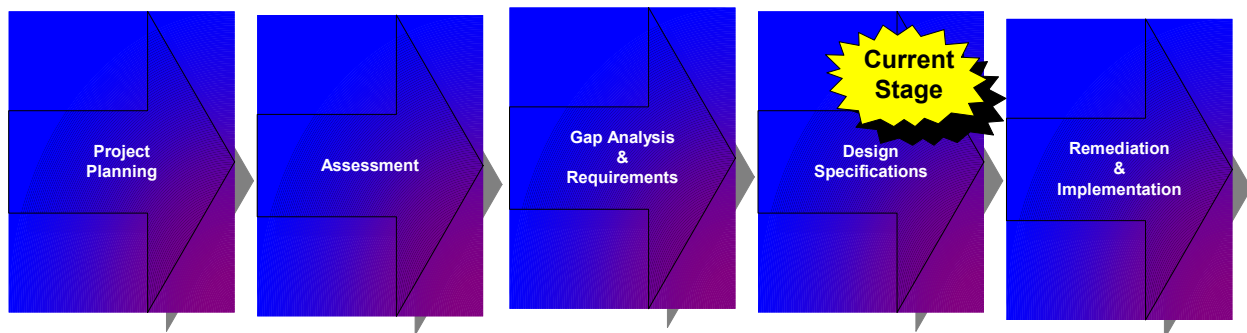 Project
Planning
Assessment
Gap Analysis
&
Requirements
Current
Stage
Design
Specifications
Remediation
&
Implementation